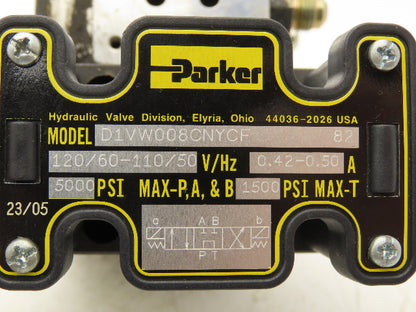 Parker
Hydraulic Valve Division, Elyria, Ohio 44036-2026 USA
MODEL D1VW008CNYCF 82
120/60-110/50 V/Hz 0.42-0.50 A
5000 PSI MAX-P,A, & B 1500 PSI MAX-T
23/05
a A B b
P T